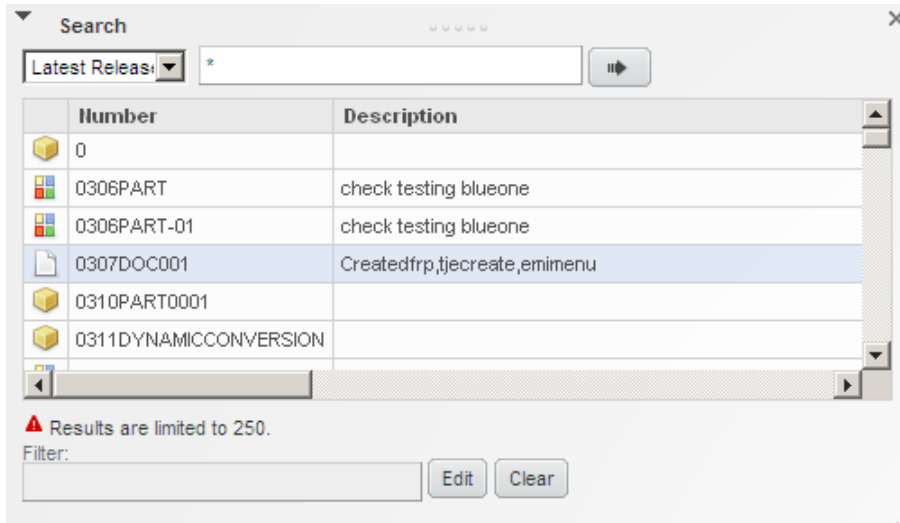 Search
Latest Release *
Number Description
0
0306PART check testing blueone
0306PART-01 check testing blueone
0307DOC001 Createdfrp,tjecreate,emimenu
0310PART0001
0311DYNAMICCONVERSION
Results are limited to 250.
Filter:
Edit Clear